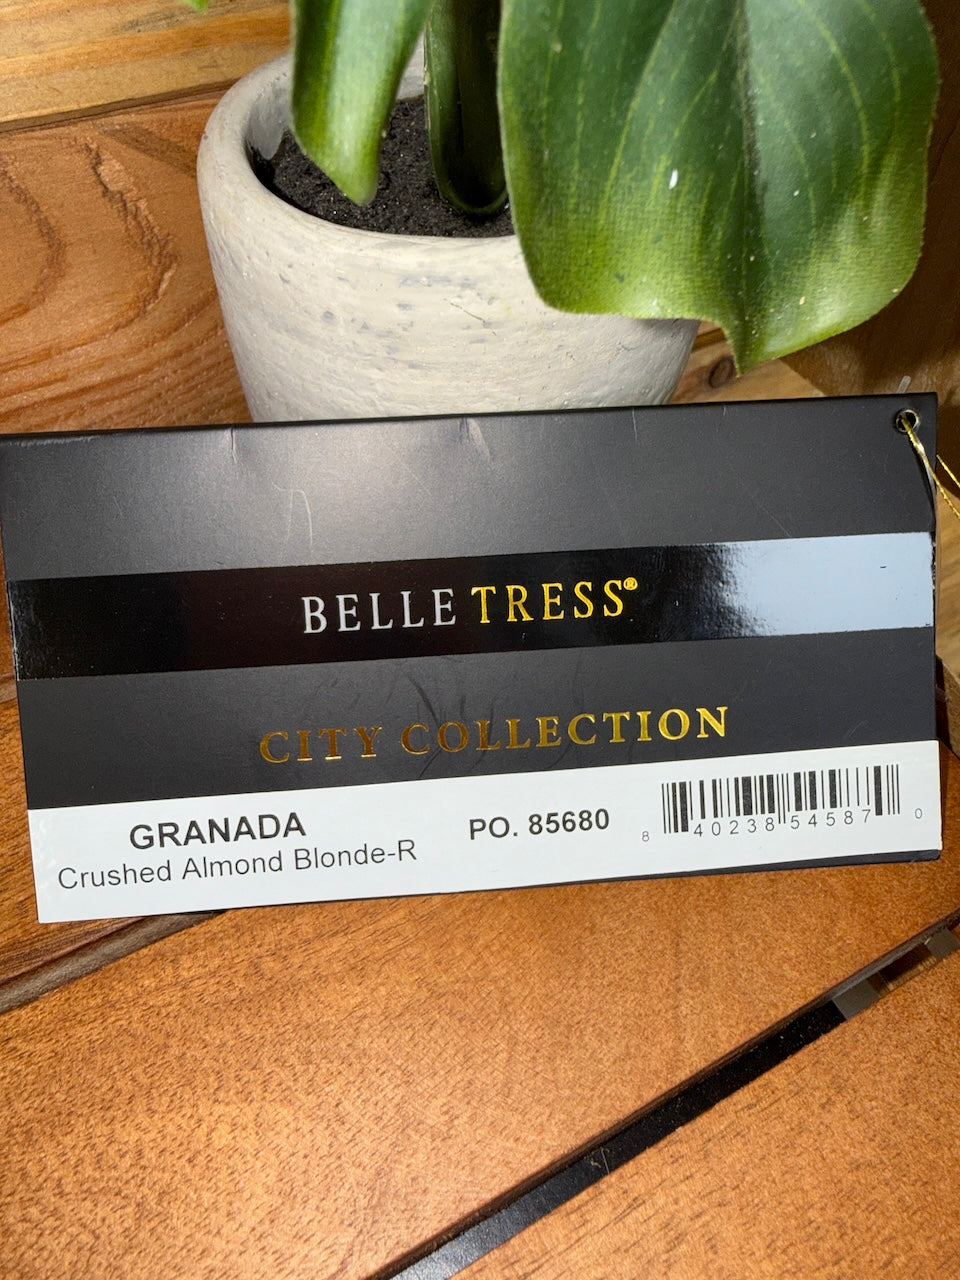 BELLE TRESS®
CITY COLLECTION
GRANADA
Crushed Almond Blonde-R
PO. 85680
8 40238 54587 0